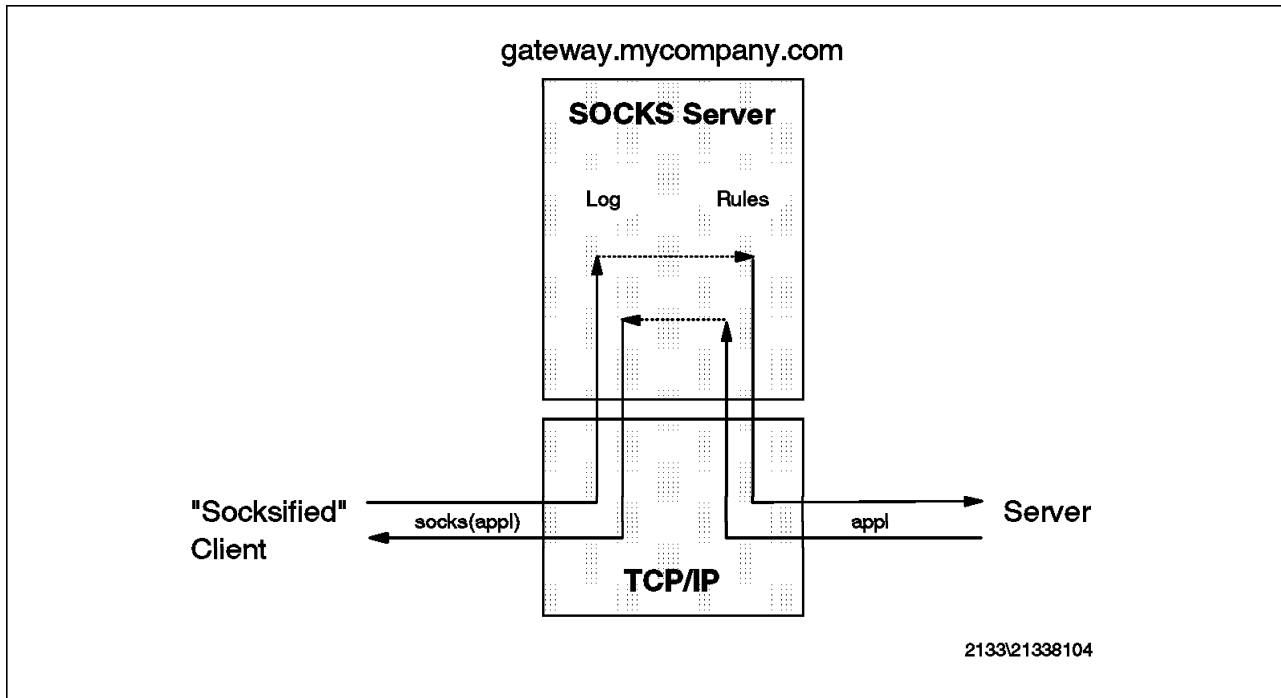 gateway.mycompany.com
SOCKS Server
Log Rules
"Socksified"
Client
socks(appl)
appl
Server
TCP/IP
2133\21338104